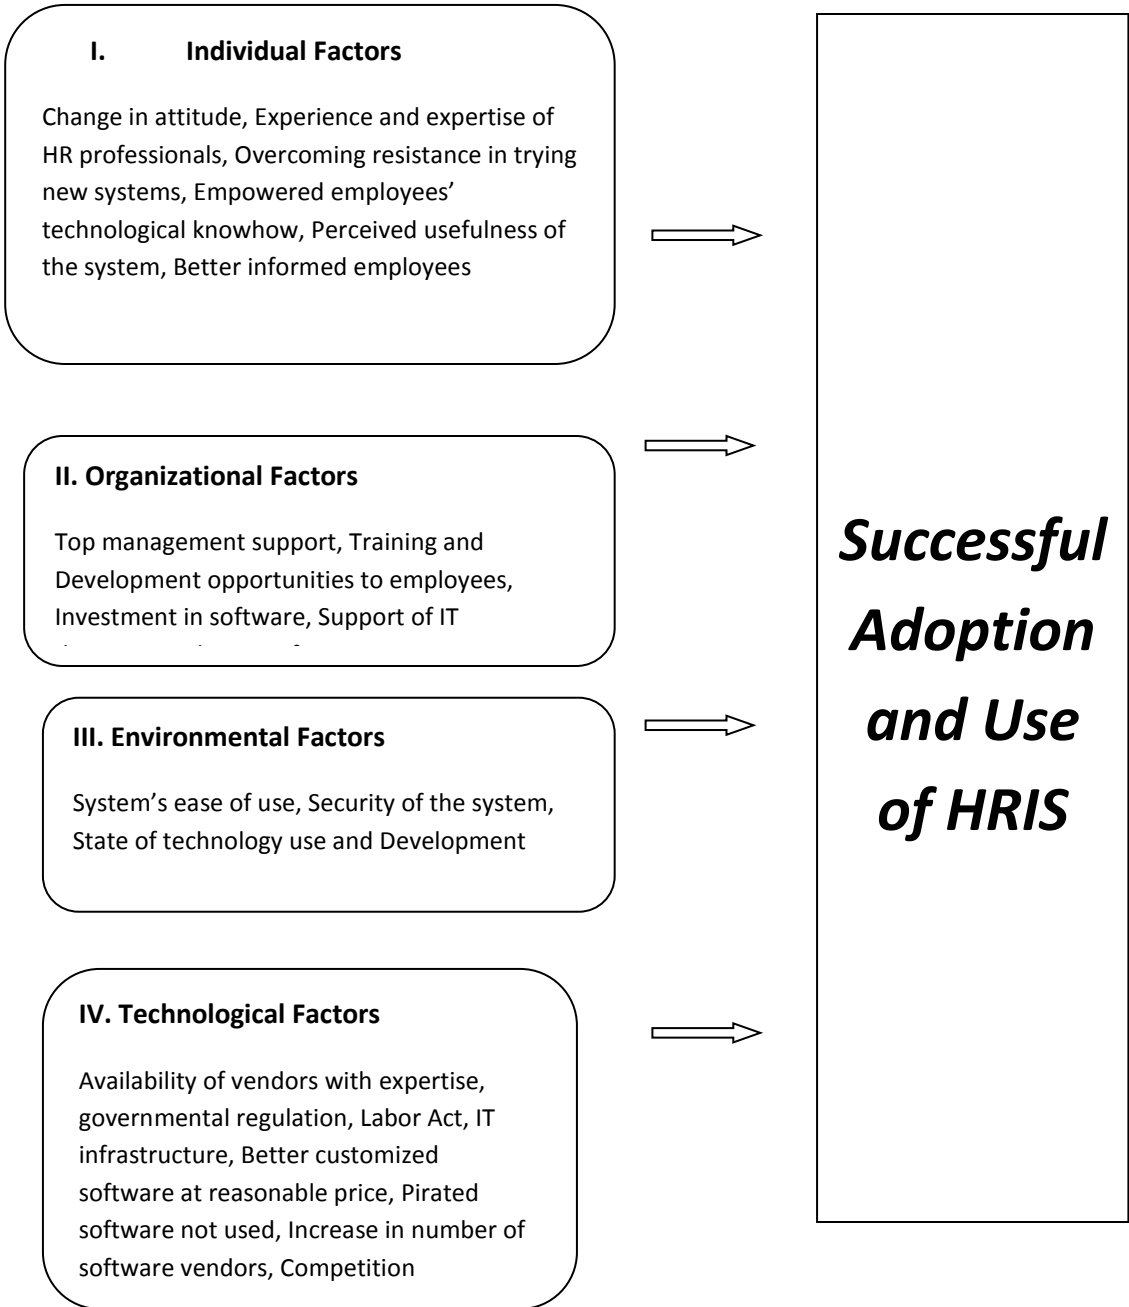 I. Individual Factors
Change in attitude, Experience and expertise of
HR professionals, Overcoming resistance in trying
new systems, Empowered employees’
technological knowhow, Perceived usefulness of
the system, Better informed employees
II. Organizational Factors
Top management support, Training and
Development opportunities to employees,
Investment in software, Support of IT
III. Environmental Factors
System’s ease of use, Security of the system,
State of technology use and Development
IV. Technological Factors
Availability of vendors with expertise,
governmental regulation, Labor Act, IT
infrastructure, Better customized
software at reasonable price, Pirated
software not used, Increase in number of
software vendors, Competition
Successful
Adoption
and Use
of HRIS